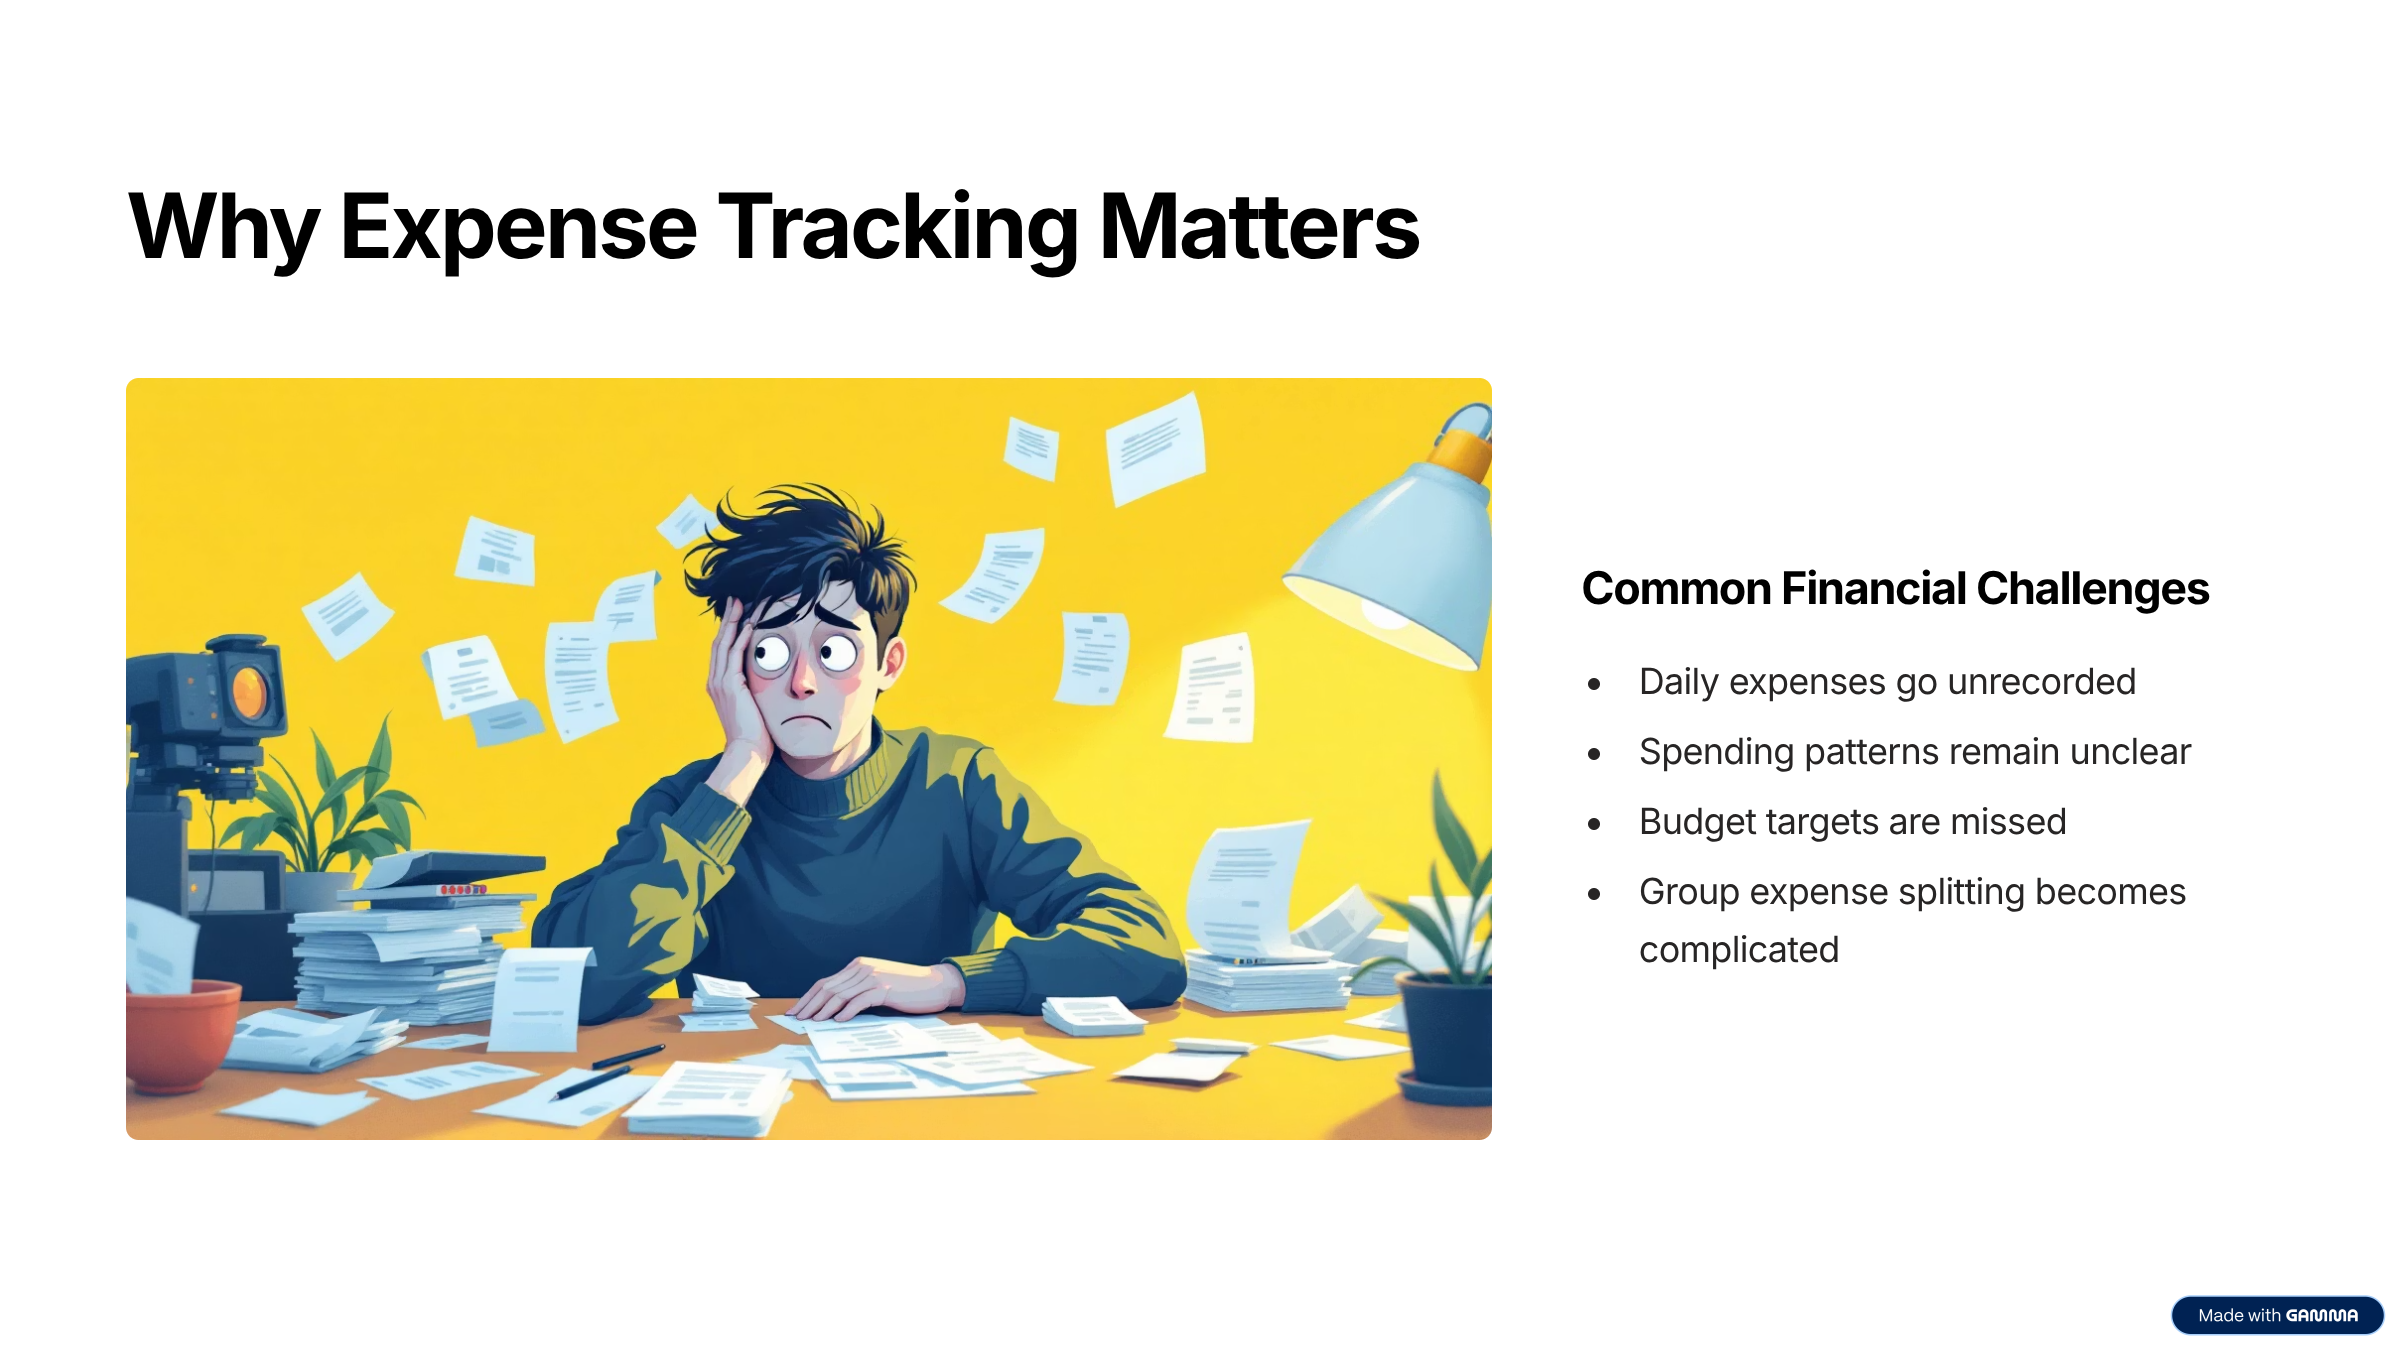 Why Expense Tracking Matters
Common Financial Challenges
Daily expenses go unrecorded
Spending patterns remain unclear
Budget targets are missed
Group expense splitting becomes
complicated
Made with GAMMA